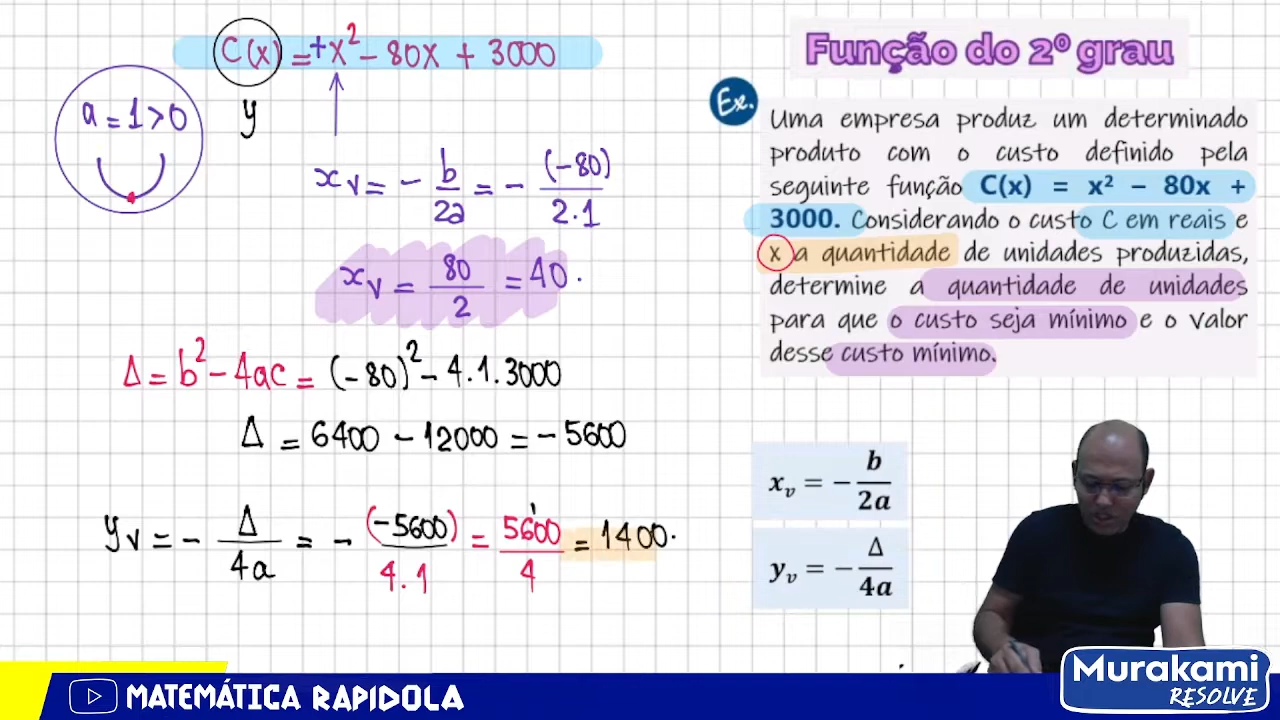 C(x) = +x² - 80x + 3000
a = 1 > 0
y
xv = - b/2a = - (-80)/2·1
xv = 80/2 = 40.
Δ = b² - 4ac = (-80)² - 4.1.3000
Δ = 6400 - 12000 = -5600
yv = - Δ/4a = - (-5600)/4.1 = 5600/4 = 1400.
Função do 2º grau
Ex.
Uma empresa produz um determinado
produto com o custo definido pela
seguinte função C(x) = x² – 80x +
3000. Considerando o custo C em reais e
x a quantidade de unidades produzidas,
determine a quantidade de unidades
para que o custo seja mínimo e o valor
desse custo mínimo.
xv = - b/2a
yv = - Δ/4a
MATEMÁTICA RAPIDOLA
Murakami
RESOLVE